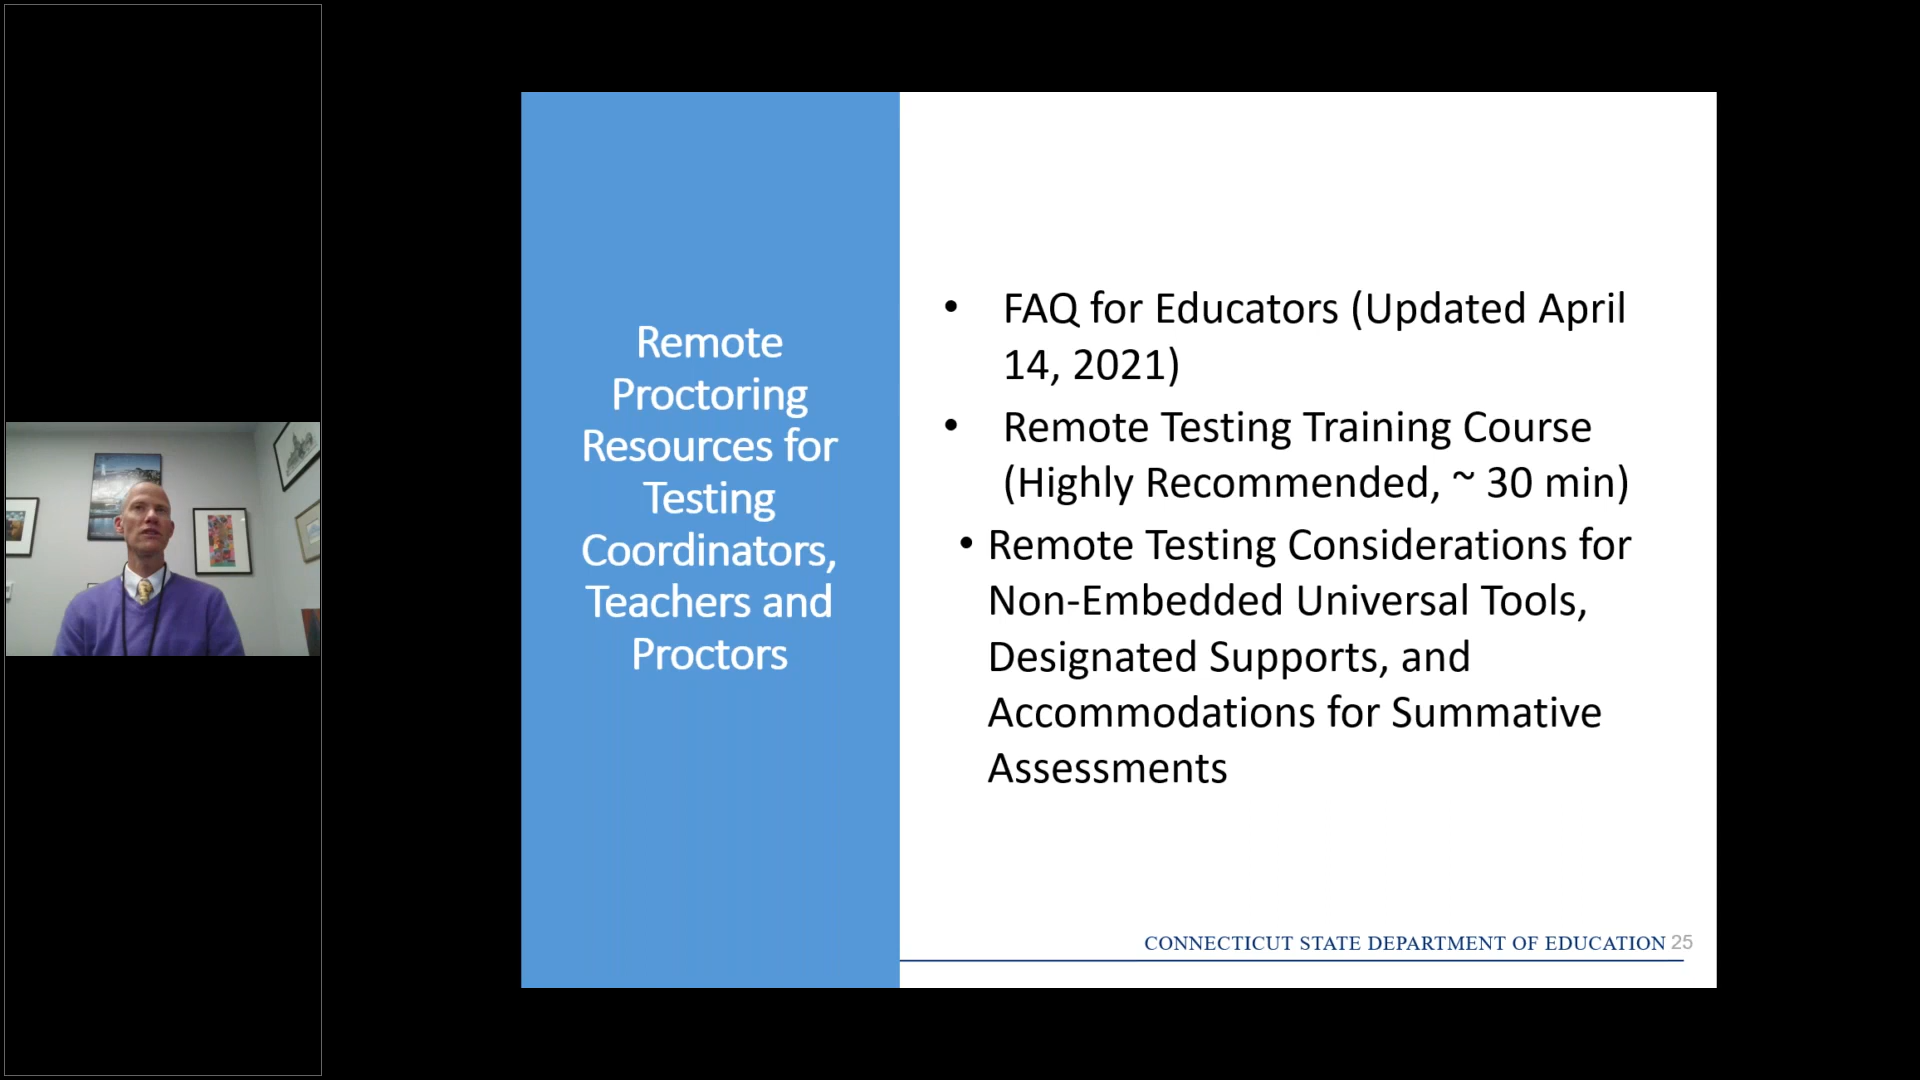 Remote
Proctoring
Resources for
Testing
Coordinators,
Teachers and
Proctors
• FAQ for Educators (Updated April
14, 2021)
• Remote Testing Training Course
(Highly Recommended, ~ 30 min)
• Remote Testing Considerations for
Non-Embedded Universal Tools,
Designated Supports, and
Accommodations for Summative
Assessments
CONNECTICUT STATE DEPARTMENT OF EDUCATION 25